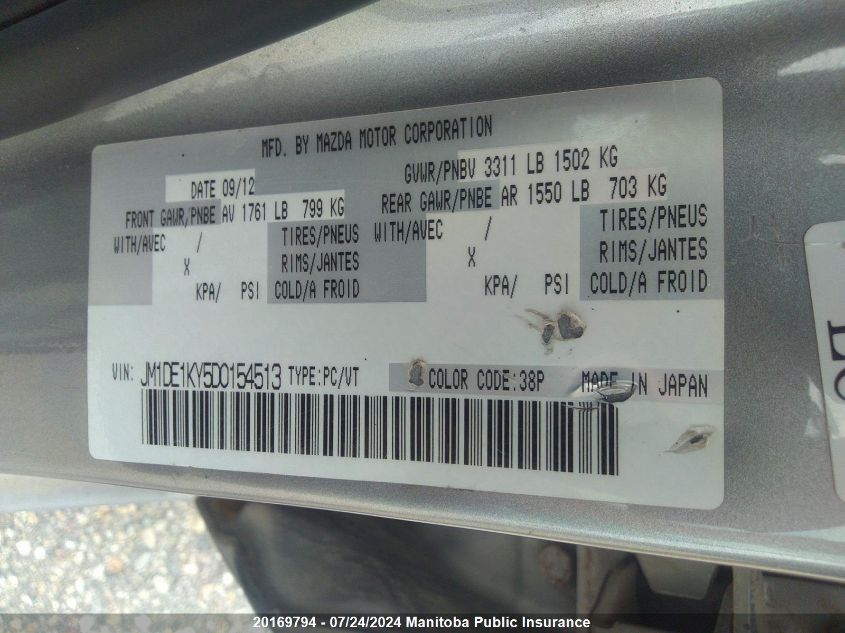 MFD. BY MAZDA MOTOR CORPORATION
DATE 09/12 GVWR/PNBV 3311 LB 1502 KG
FRONT GAWR/PNBE AV 1761 LB 799 KG REAR GAWR/PNBE AR 1550 LB 703 KG
WITH/AVEC / TIRES/PNEUS WITH/AVEC / TIRES/PNEUS
X RIMS/JANTES X RIMS/JANTES
KPA/ PSI COLD/A FROID KPA/ PSI COLD/A FROID
VIN: JM1DE1KY5D0154513 TYPE:PC/VT COLOR CODE:38P MADE IN JAPAN
20169794 - 07/24/2024 Manitoba Public Insurance